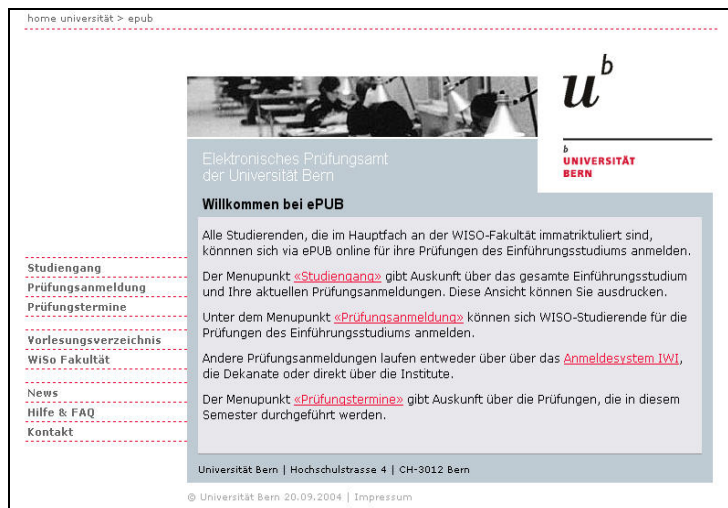 home universität > epub
u b
b
UNIVERSITÄT
BERN
Elektronisches Prüfungsamt
der Universität Bern
Willkommen bei ePUB
Alle Studierenden, die im Hauptfach an der WISO-Fakultät immatriktuliert sind,
könnnen sich via ePUB online für ihre Prüfungen des Einführungsstudiums anmelden.
Der Menupunkt «Studiengang» gibt Auskunft über das gesamte Einführungsstudium
und Ihre aktuellen Prüfungsanmeldungen. Diese Ansicht können Sie ausdrucken.
Unter dem Menupunkt «Prüfungsanmeldung» können sich WISO-Studierende für die
Prüfungen des Einführungsstudiums anmelden.
Andere Prüfungsanmeldungen laufen entweder über über das Anmeldesystem IWI,
die Dekanate oder direkt über die Institute.
Der Menupunkt «Prüfungstermine» gibt Auskunft über die Prüfungen, die in diesem
Semester durchgeführt werden.
Studiengang
Prüfungsanmeldung
Prüfungstermine
Vorlesungsverzeichnis
WiSo Fakultät
News
Hilfe & FAQ
Kontakt
Universität Bern | Hochschulstrasse 4 | CH-3012 Bern
© Universität Bern 20.09.2004 | Impressum